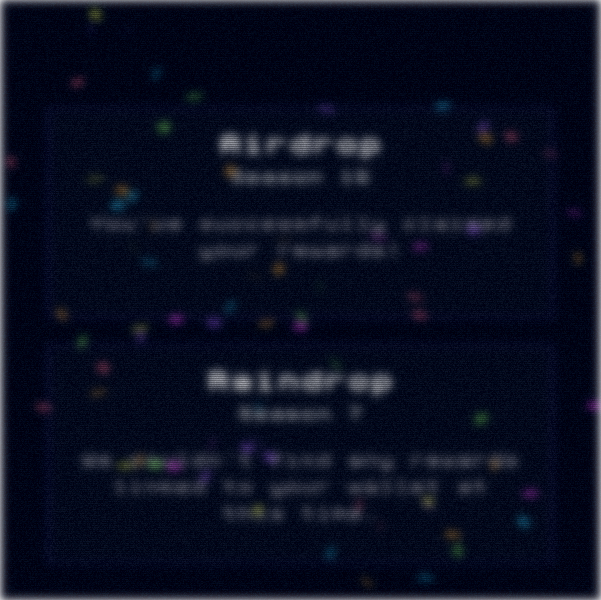 Airdrop
Season
You've successfully claimed
your rewards!
Raindrop
Season 7
We couldn't find any rewards
linked to your wallet at
this time.